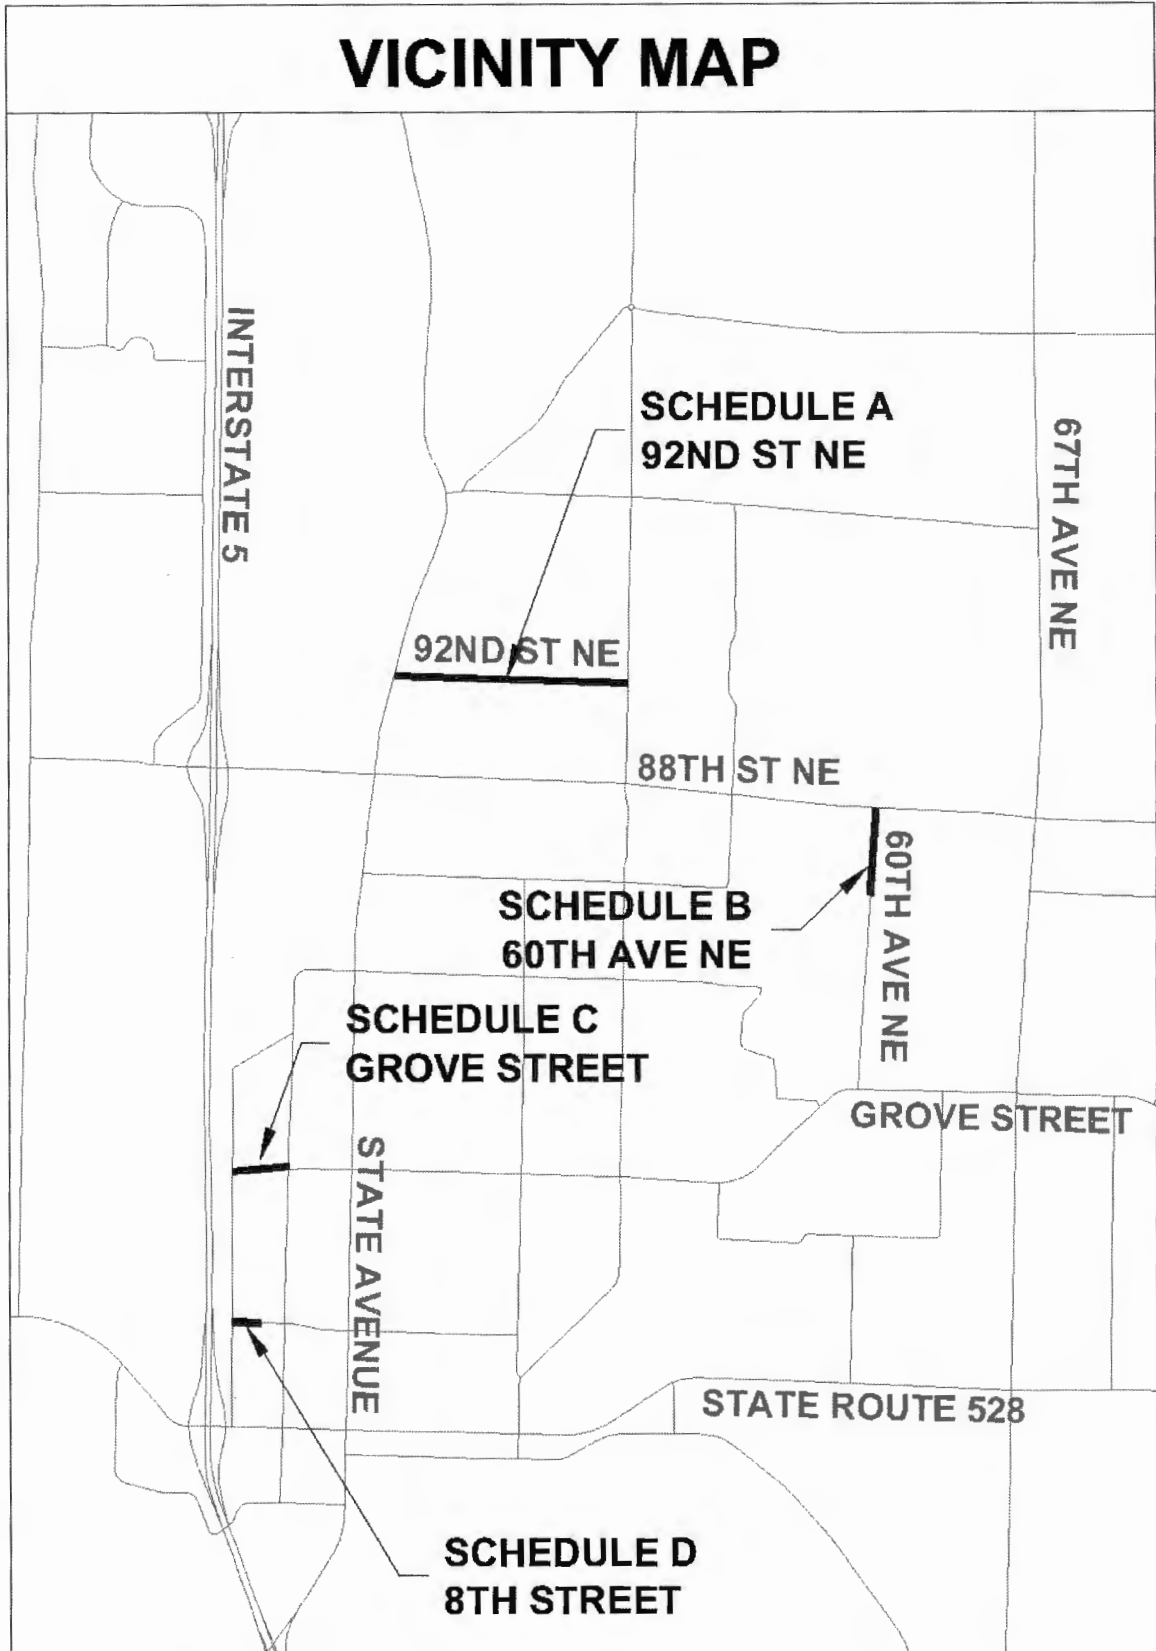 VICINITY MAP
INTERSTATE 5
SCHEDULE A
92ND ST NE
67TH AVE NE
92ND ST NE
88TH ST NE
60TH AVE NE
SCHEDULE B
60TH AVE NE
SCHEDULE C
GROVE STREET
GROVE STREET
STATE AVENUE
STATE ROUTE 528
SCHEDULE D
8TH STREET